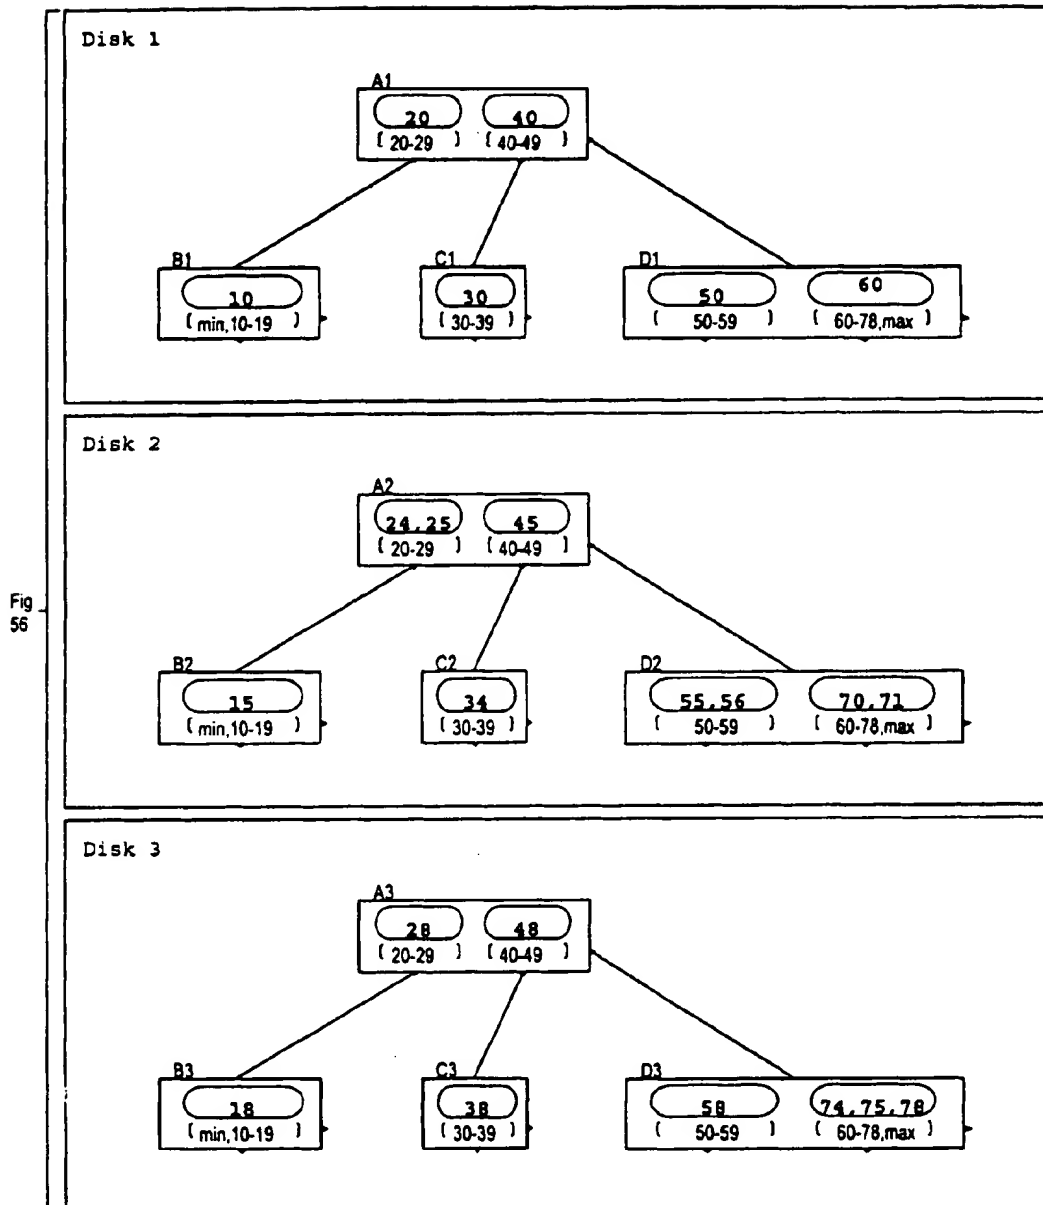 Disk 1
A1
20 40
( 20-29 ) ( 40-49 )
B1 C1 D1
10 30 50 60
( min,10-19 ) ( 30-39 ) ( 50-59 ) ( 60-78,max )
Disk 2
A2
24,25 45
( 20-29 ) ( 40-49 )
Fig
56
B2 C2 D2
15 34 55,56 70,71
( min,10-19 ) ( 30-39 ) ( 50-59 ) ( 60-78,max )
Disk 3
A3
28 48
( 20-29 ) ( 40-49 )
B3 C3 D3
18 38 58 74,75,78
( min,10-19 ) ( 30-39 ) ( 50-59 ) ( 60-78,max )